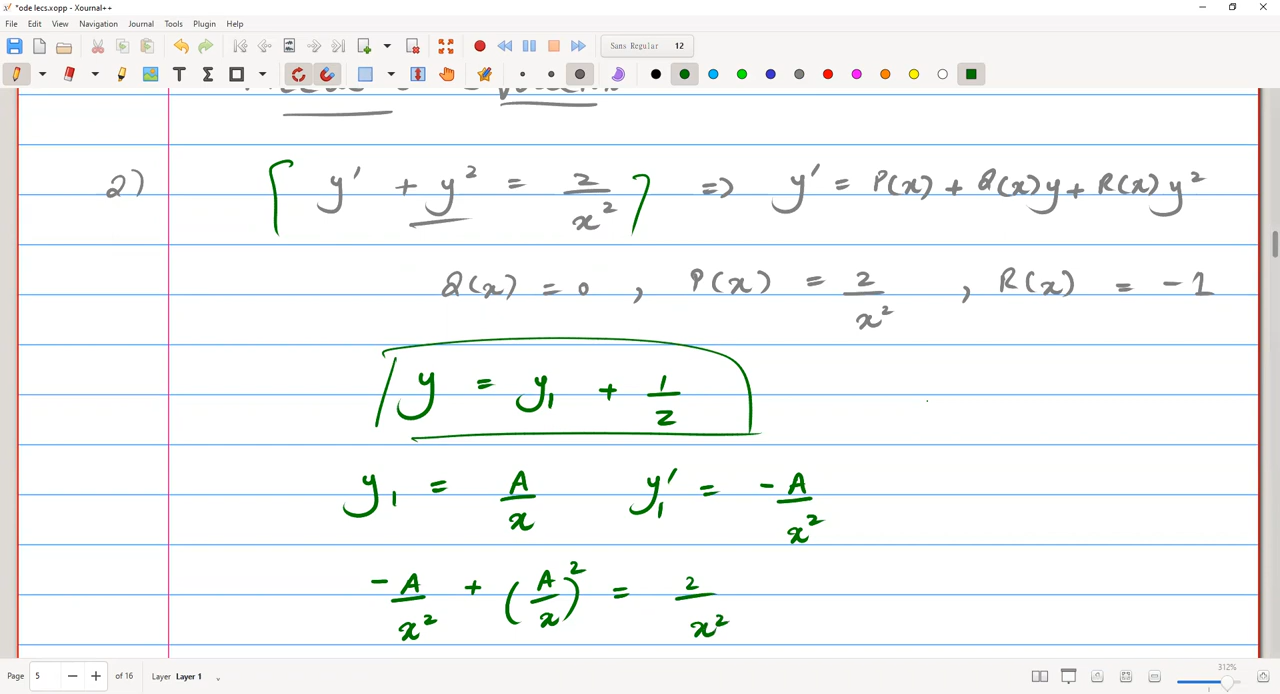 *ode lecs.xopp - Xournal++
File Edit View Navigation Journal Tools Plugin Help
Sans Regular 12
2) y' + y² = 2/x² => y' = P(x) + Q(x)y + R(x)y²
Q(x) = 0 , P(x) = 2/x² , R(x) = -1
y = y₁ + 1/z
y₁ = A/x y₁' = -A/x²
-A/x² + (A/x)² = 2/x²
Page 5 of 16 Layer Layer 1 312%